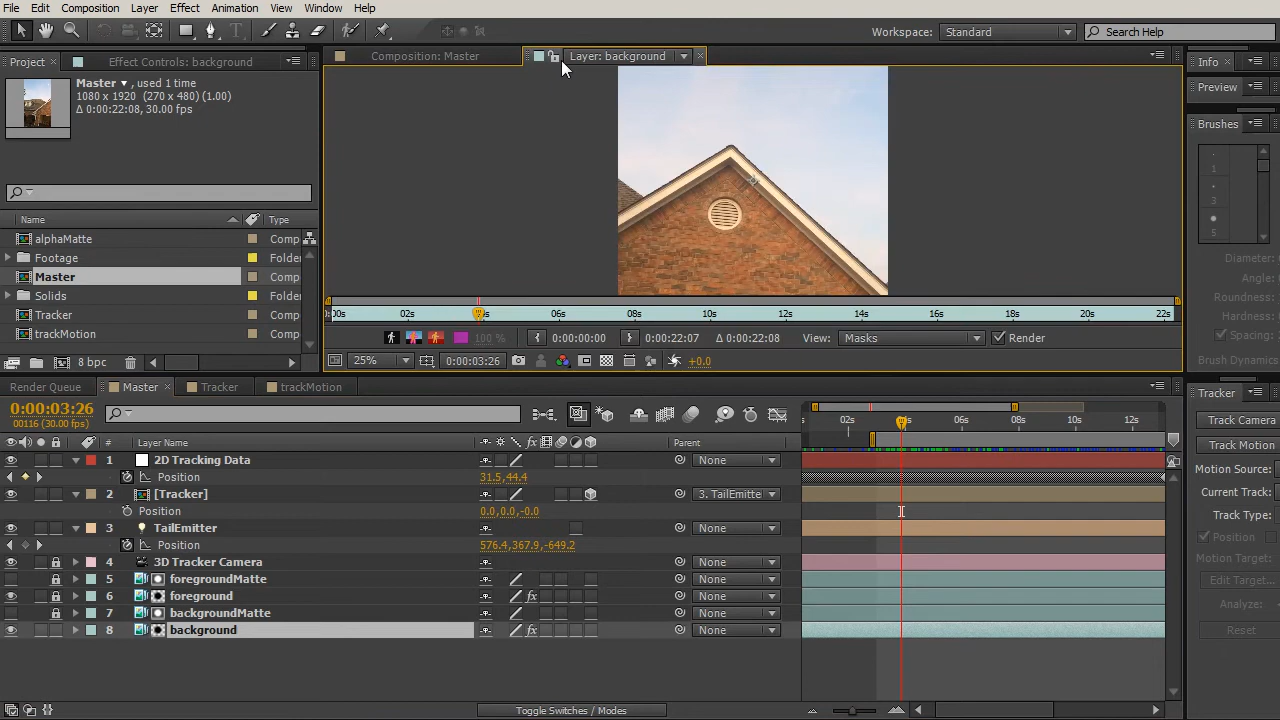 File Edit Composition Layer Effect Animation View Window Help
Workspace: Standard Search Help
Project Effect Controls: background
Composition: Master Layer: background
Info
Master , used 1 time
1080 x 1920 (270 x 480) (1.00)
Δ 0:00:22:08, 30.00 fps
Preview
Brushes
1
3
5
Name Type
alphaMatte Comp
Footage Folder
Master Comp
Solids Folder
Tracker Comp
trackMotion Comp
Diameter:
Angle:
Roundness:
Hardness:
Spacing:
Brush Dynamics
:00s 02s 04s 06s 08s 10s 12s 14s 16s 18s 20s 22s
100 % 0:00:00:00 0:00:22:07 Δ 0:00:22:08 View: Masks Render
8 bpc
25% 0:00:03:26 +0.0
Render Queue Master Tracker trackMotion
Tracker
0:00:03:26
00116 (30.00 fps)
02s 06s 08s 10s 12s
Track Camera
Track Motion
Motion Source:
Current Track:
Track Type:
Position
Motion Target:
Edit Target...
Analyze:
Reset
# Layer Name fx Parent
1 2D Tracking Data None
Position 31.5,44.4
2 [Tracker] 3. TailEmitte
Position 0.0,0.0,-0.0
3 TailEmitter None
Position 576.4,367.9,-649.2
4 3D Tracker Camera None
5 foregroundMatte None
6 foreground fx None
7 backgroundMatte None
8 background fx None
Toggle Switches / Modes